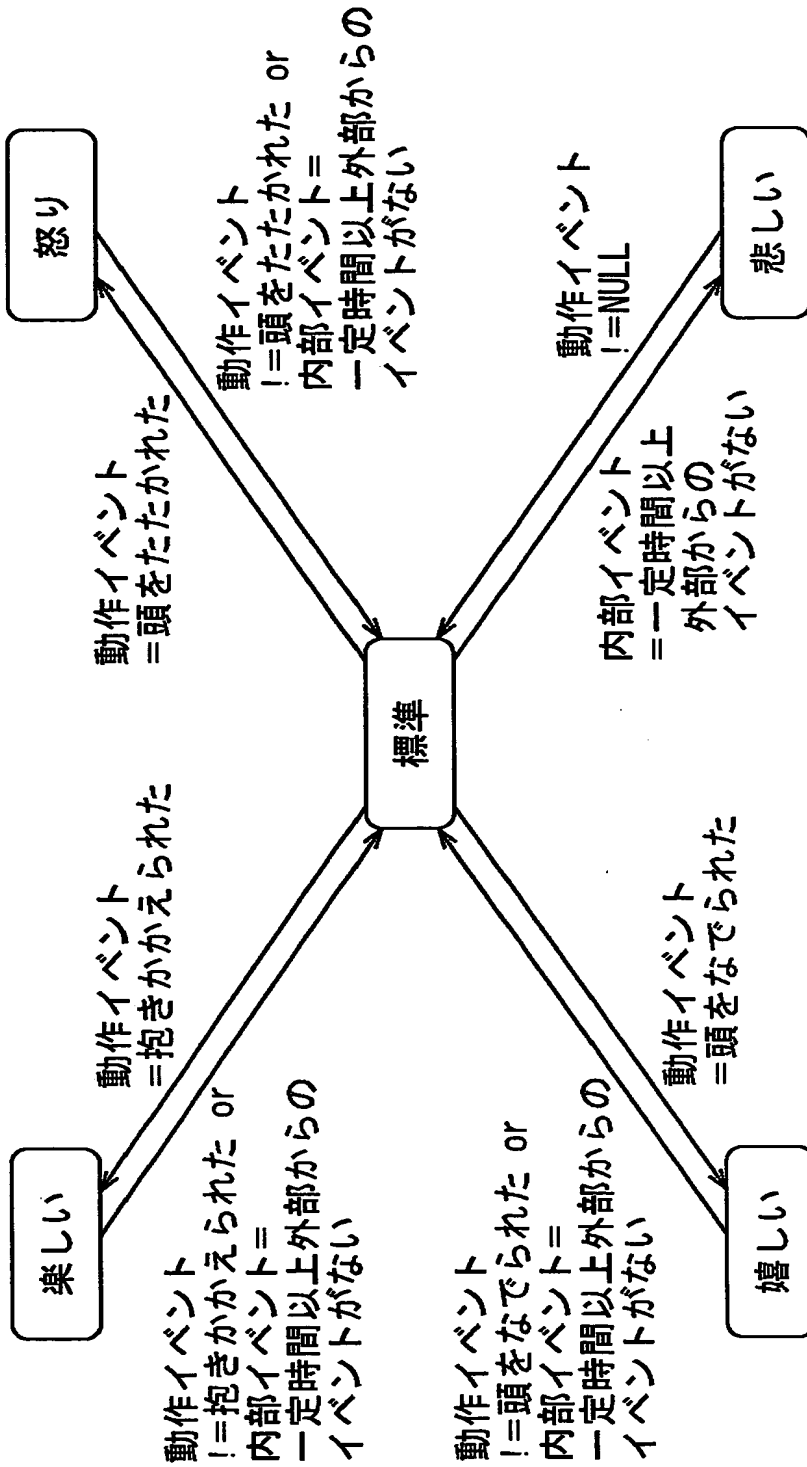 楽しい
怒り
動作イベント
=抱きかかえられた
動作イベント
=頭をたたかれた
動作イベント
!=抱きかかえられた or
内部イベント=
一定時間以上外部からの
イベントがない
動作イベント
!=頭をたたかれた or
内部イベント=
一定時間以上外部からの
イベントがない
標準
動作イベント
!=頭をなでられた or
内部イベント=
一定時間以上外部からの
イベントがない
動作イベント
!=NULL
動作イベント
=頭をなでられた
内部イベント
=一定時間以上
外部からの
イベントがない
嬉しい
悲しい